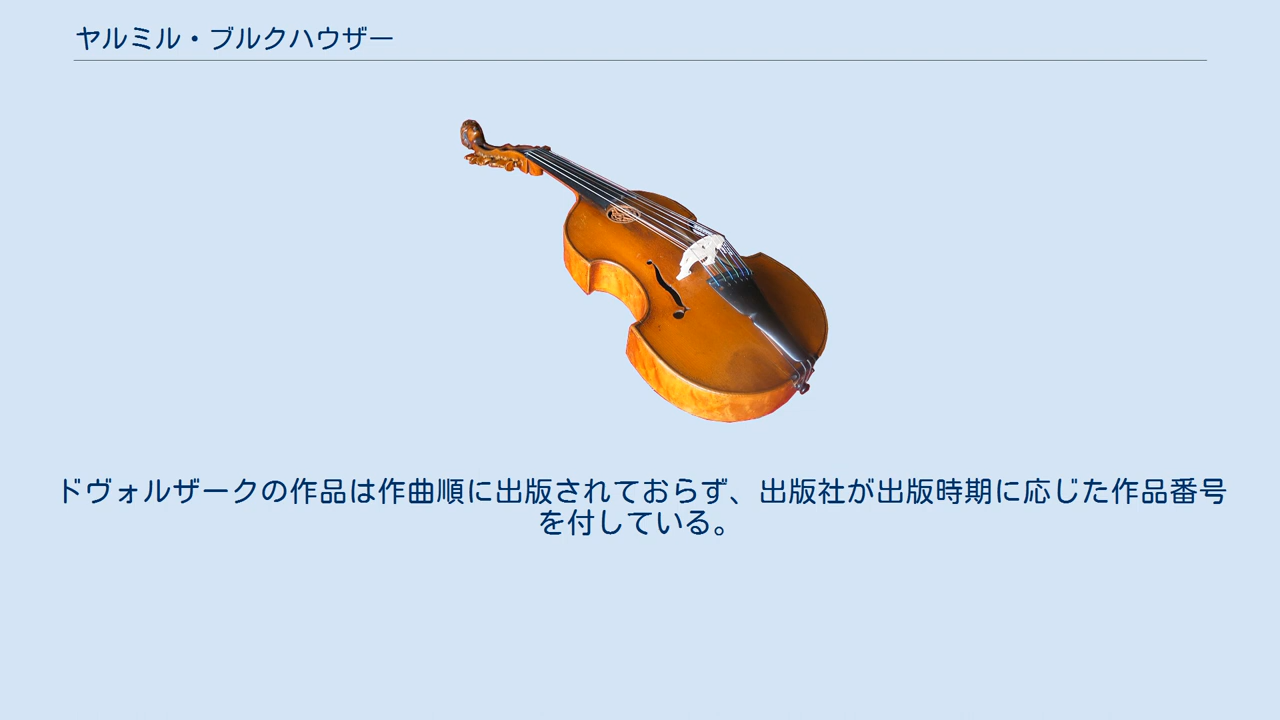 ヤルミル・ブルクハウザー
ドヴォルザークの作品は作曲順に出版されておらず、出版社が出版時期に応じた作品番号
を付している。